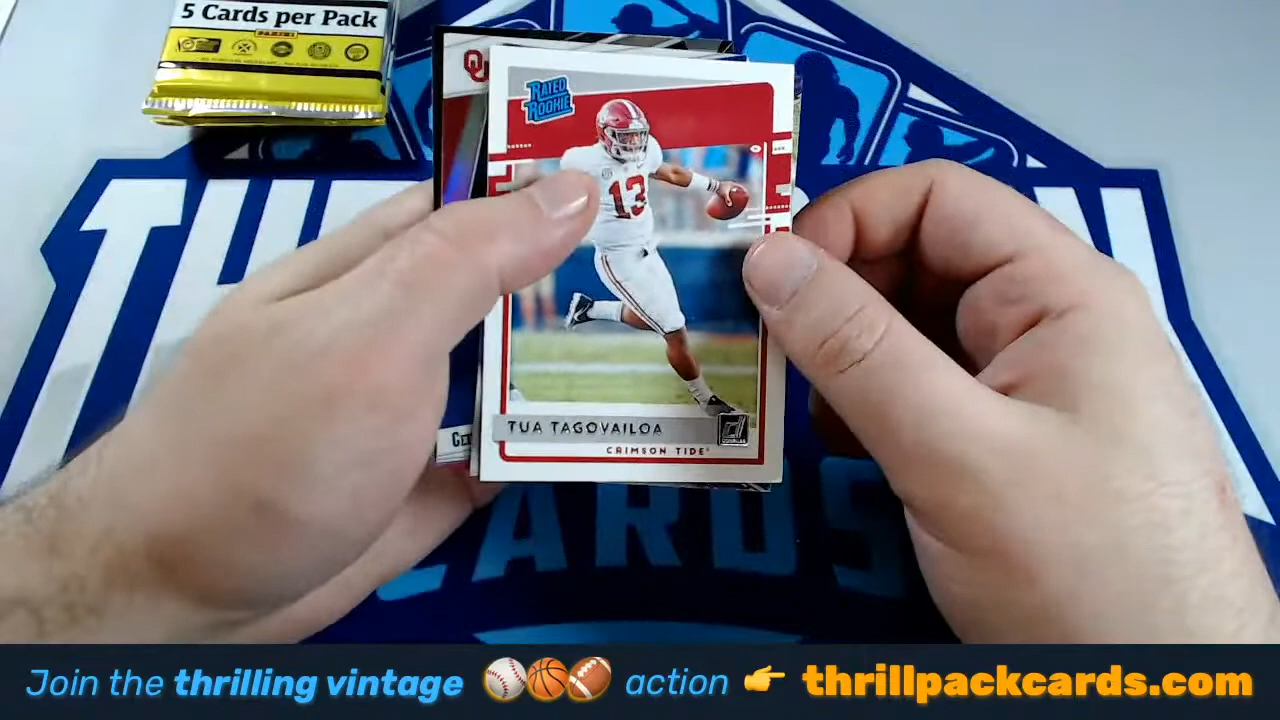 5 Cards per Pack
PANINI
OU
RATED
ROOKIE
13
TUA TAGOVAILOA
CRIMSON TIDE
CARDS
Join the thrilling vintage action 👉 thrillpackcards.com